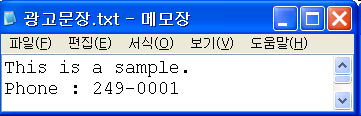 광고문장.txt - 메모장
파일(F) 편집(E) 서식(O) 보기(V) 도움말(H)
This is a sample.
Phone : 249-0001